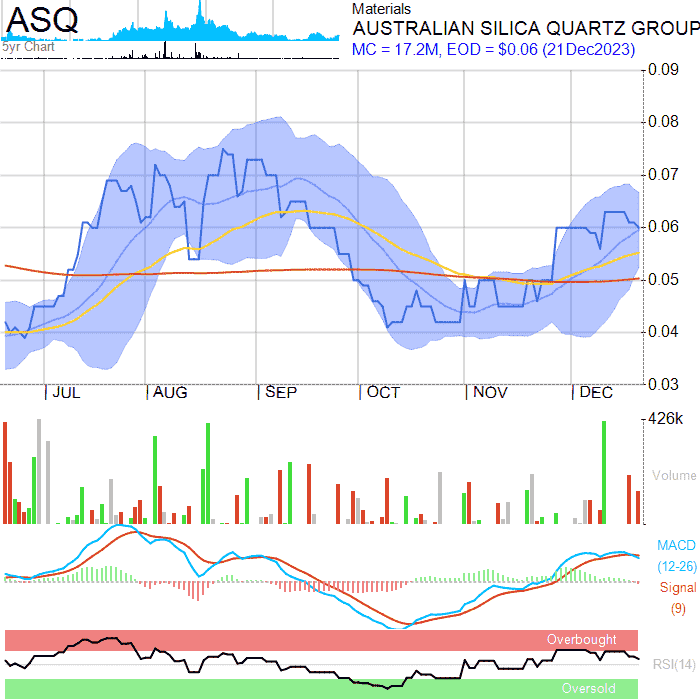 ASQ
5yr Chart
Materials
AUSTRALIAN SILICA QUARTZ GROUP
MC = 17.2M, EOD = $0.06 (21Dec2023)
0.09
0.08
0.07
0.06
0.05
0.04
0.03
JUL AUG SEP OCT NOV DEC
426k
Volume
MACD
(12-26)
Signal
(9)
Overbought
RSI(14)
Oversold